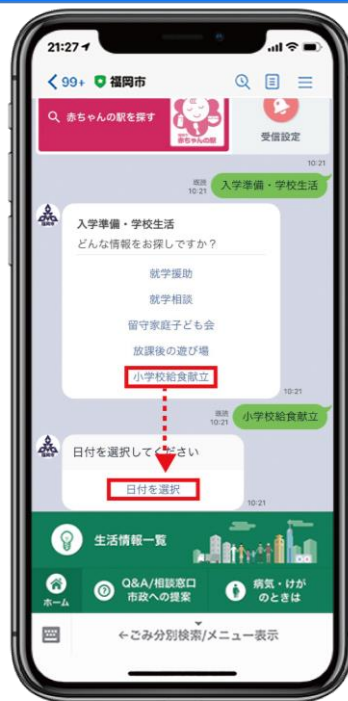 21:27
99+ 福岡市
赤ちゃんの駅を探す
赤ちゃんの駅
受信設定
10:21
既読
10:21
入学準備・学校生活
入学準備・学校生活
どんな情報をお探しですか？
就学援助
就学相談
留守家庭子ども会
放課後の遊び場
小学校給食献立
10:21
既読
10:21
小学校給食献立
日付を選択してください
日付を選択
10:21
生活情報一覧
ホーム
Q&A/相談窓口
市政への提案
病気・けが
のときは
←ごみ分別検索/メニュー表示